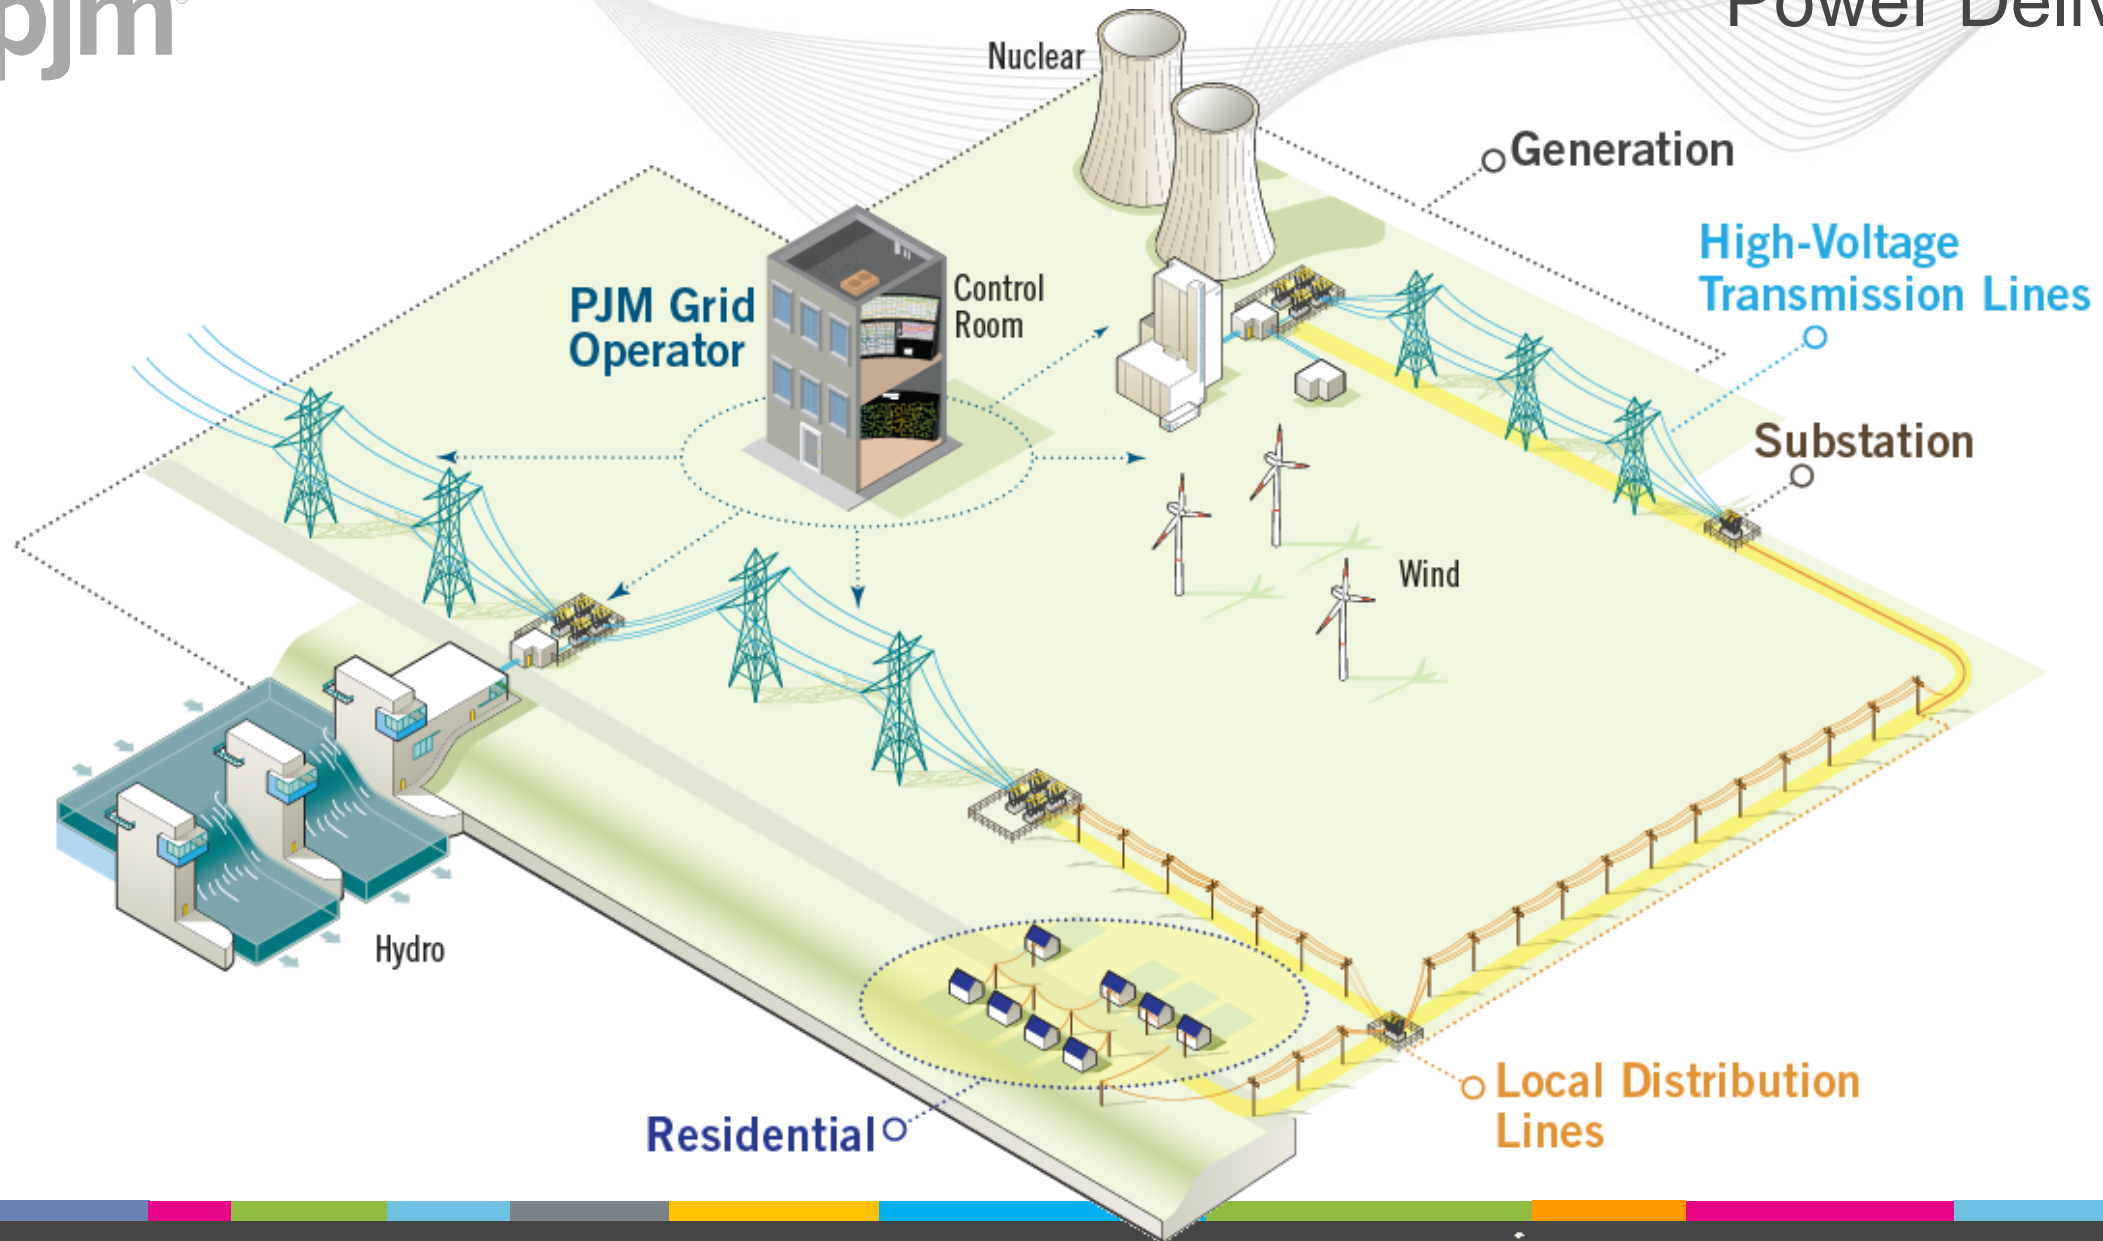 pjm
Nuclear
Generation
High-Voltage
Transmission Lines
PJM Grid
Operator
Control
Room
Substation
Wind
Hydro
Residential
Local Distribution
Lines
Power